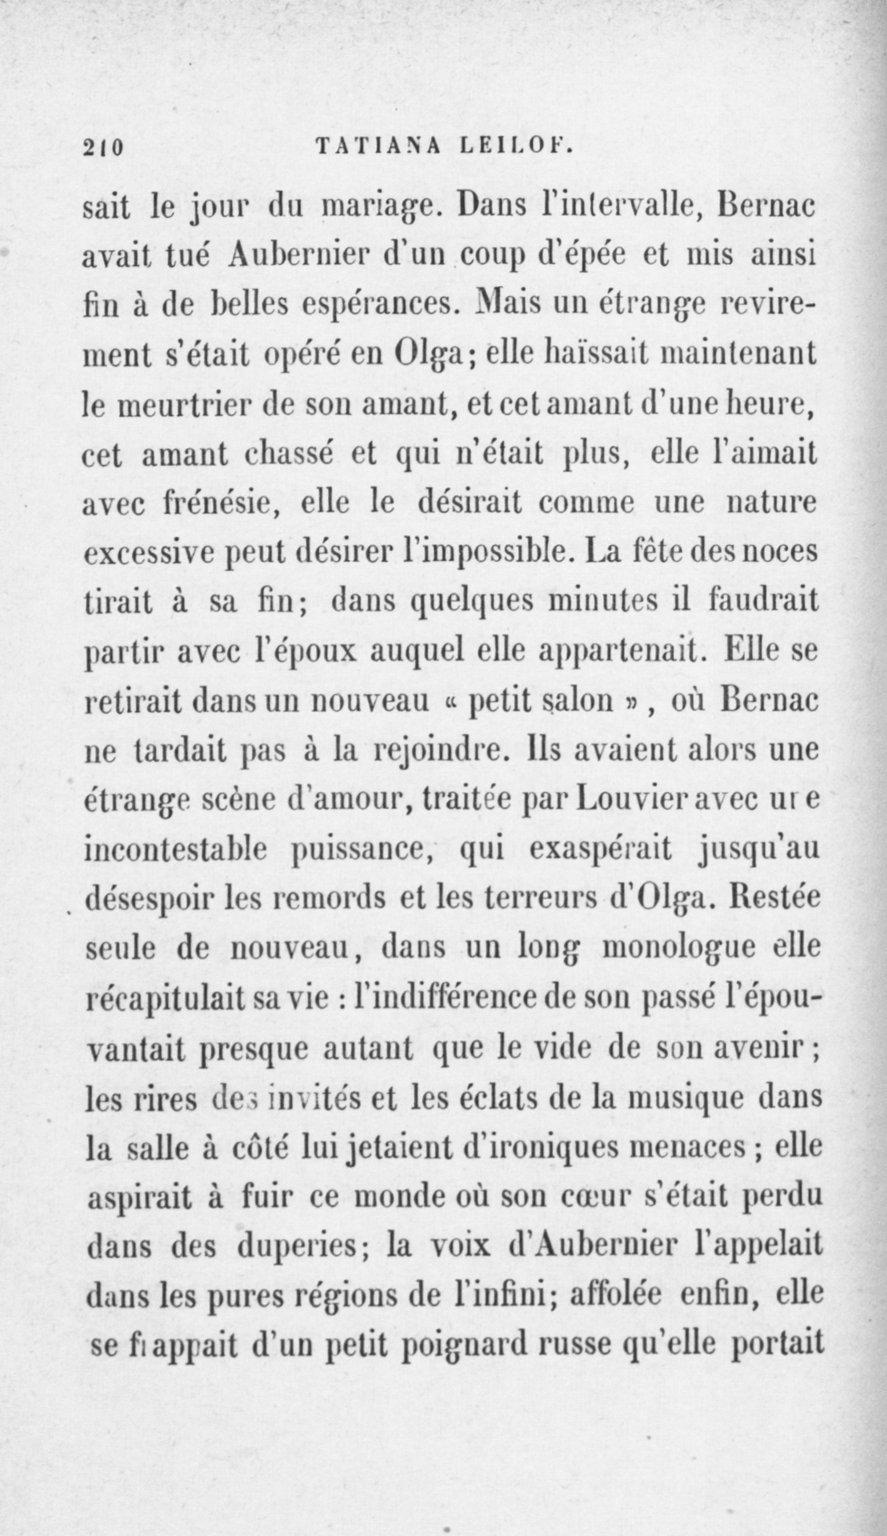 210 TATIANA LEILOF.
sait le jour du mariage. Dans l'intervalle, Bernac
avait tué Aubernier d'un coup d'épée et mis ainsi
fin à de belles espérances. Mais un étrange revire-
ment s'était opéré en Olga; elle haïssait maintenant
le meurtrier de son amant, et cet amant d'une heure,
cet amant chassé et qui n'était plus, elle l'aimait
avec frénésie, elle le désirait comme une nature
excessive peut désirer l'impossible. La fête des noces
tirait à sa fin; dans quelques minutes il faudrait
partir avec l'époux auquel elle appartenait. Elle se
retirait dans un nouveau « petit salon », où Bernac
ne tardait pas à la rejoindre. Ils avaient alors une
étrange scène d'amour, traitée par Louvier avec une
incontestable puissance, qui exaspérait jusqu'au
désespoir les remords et les terreurs d'Olga. Restée
seule de nouveau, dans un long monologue elle
récapitulait sa vie : l'indifférence de son passé l'épou-
vantait presque autant que le vide de son avenir;
les rires des invités et les éclats de la musique dans
la salle à côté lui jetaient d'ironiques menaces; elle
aspirait à fuir ce monde où son cœur s'était perdu
dans des duperies; la voix d'Aubernier l'appelait
dans les pures régions de l'infini; affolée enfin, elle
se frappait d'un petit poignard russe qu'elle portait